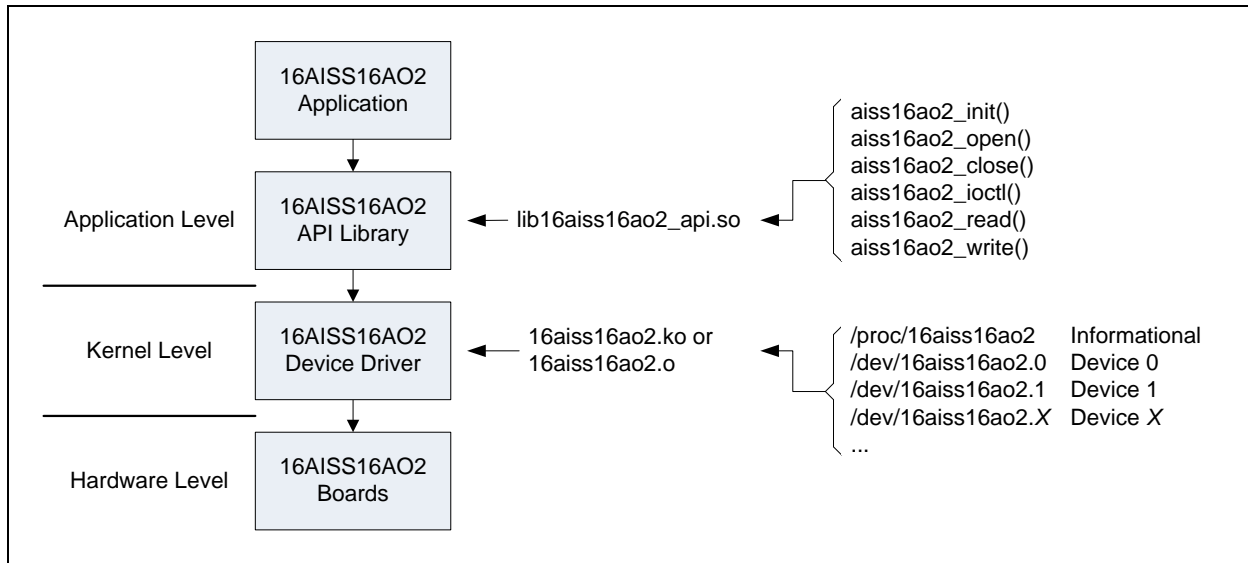 16AISS16AO2
Application
Application Level
16AISS16AO2
API Library
lib16aiss16ao2_api.so
aiss16ao2_init()
aiss16ao2_open()
aiss16ao2_close()
aiss16ao2_ioctl()
aiss16ao2_read()
aiss16ao2_write()
Kernel Level
16AISS16AO2
Device Driver
16aiss16ao2.ko or
16aiss16ao2.o
/proc/16aiss16ao2 Informational
/dev/16aiss16ao2.0 Device 0
/dev/16aiss16ao2.1 Device 1
/dev/16aiss16ao2.X Device X
...
Hardware Level
16AISS16AO2
Boards